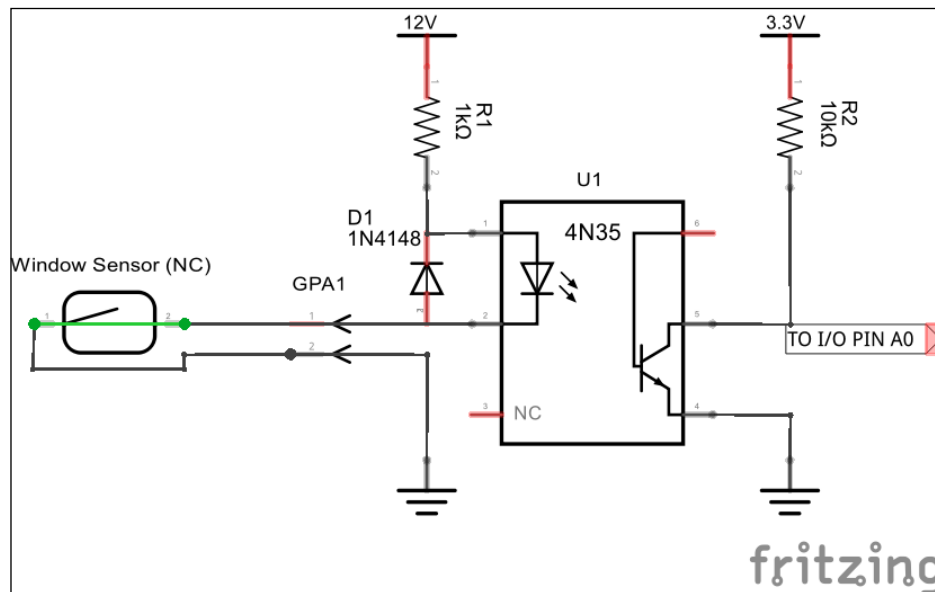 12V
3.3V
1
R1
1kΩ
2
1
R2
10kΩ
2
U1
D1
1N4148
1
4N35
6
Window Sensor (NC)
GPA1
1
2
1
2
2
5
2
TO I/O PIN A0
3
NC
4
fritzing